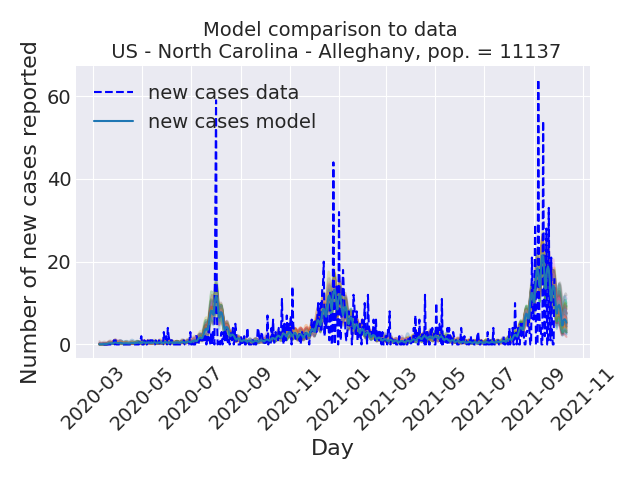 Model comparison to data
US - North Carolina - Alleghany, pop. = 11137
Number of new cases reported
60
40
20
0
new cases data
new cases model
2020-03
2020-05
2020-07
2020-09
2020-11
2021-01
2021-03
2021-05
2021-07
2021-09
2021-11
Day